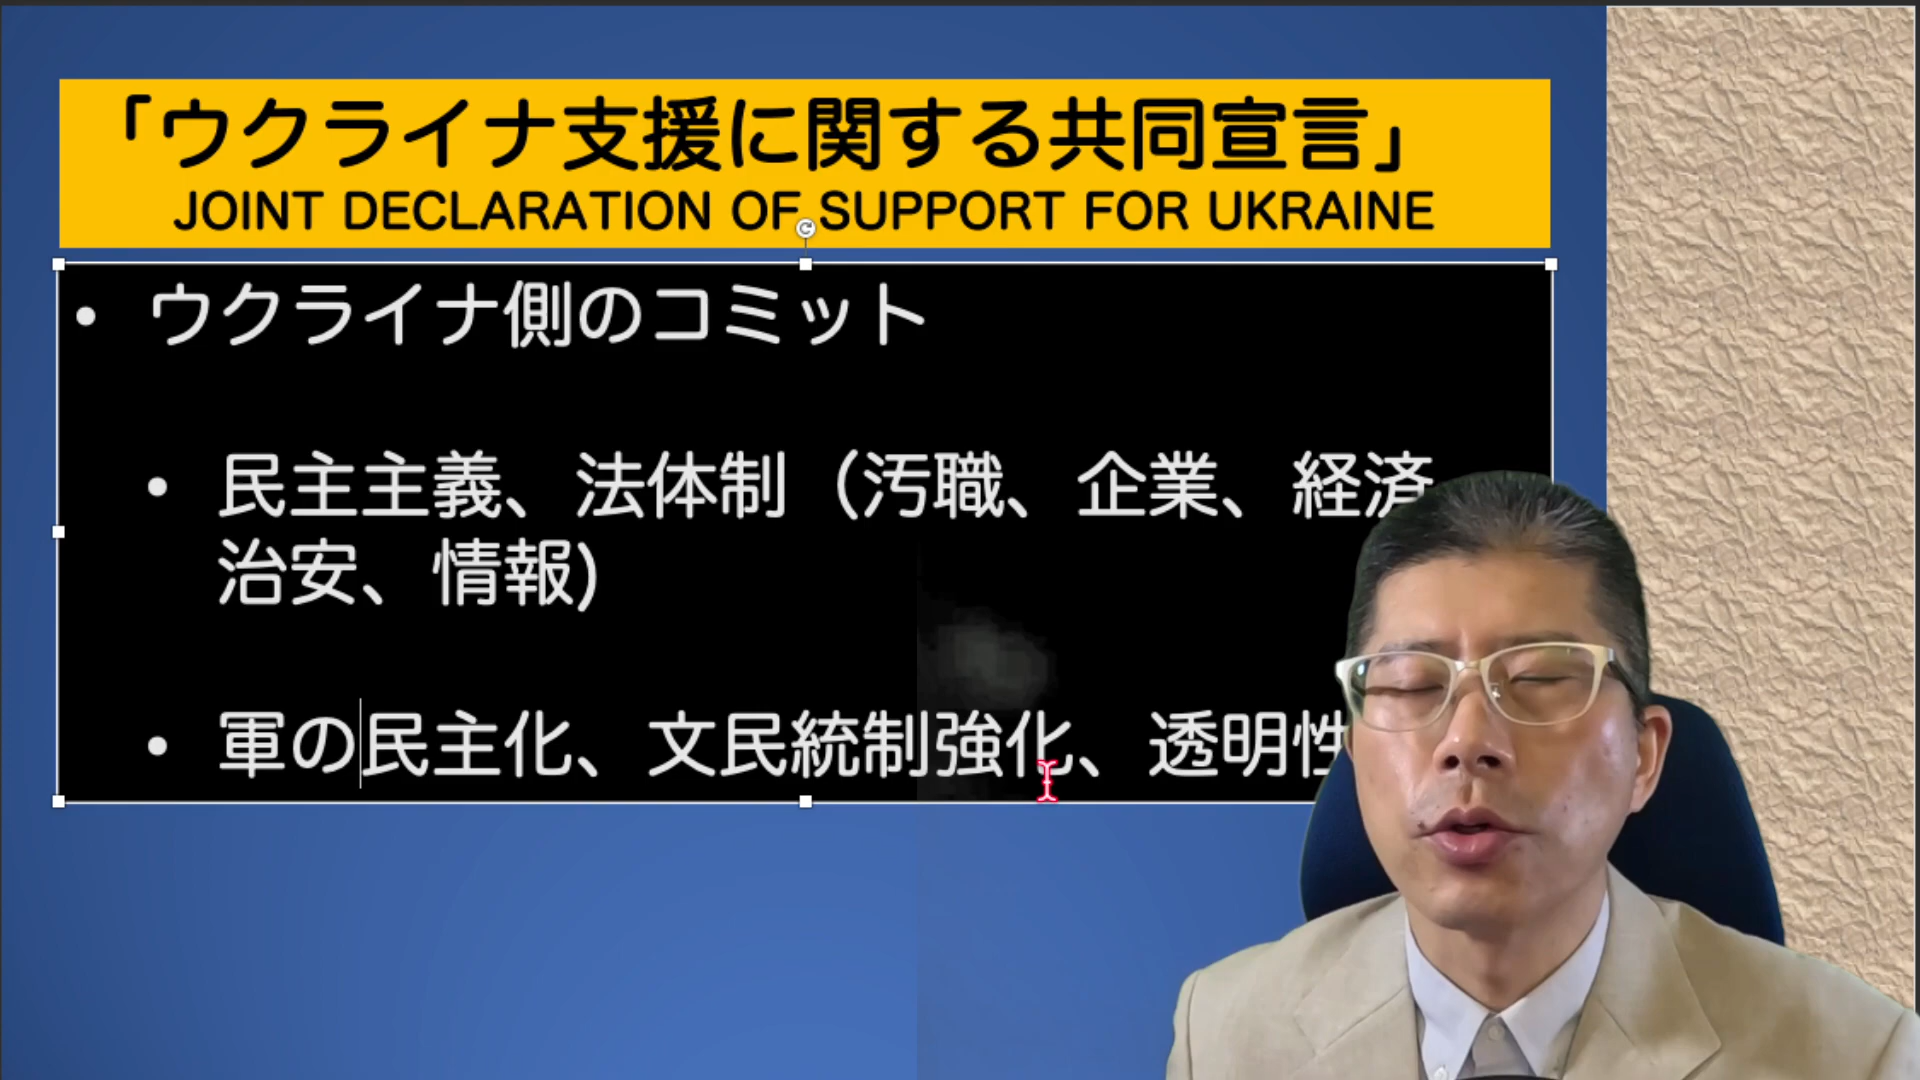 「ウクライナ支援に関する共同宣言」
JOINT DECLARATION OF SUPPORT FOR UKRAINE
• ウクライナ側のコミット
• 民主主義、法体制（汚職、企業、経済
治安、情報)
• 軍の民主化、文民統制強化、透明性